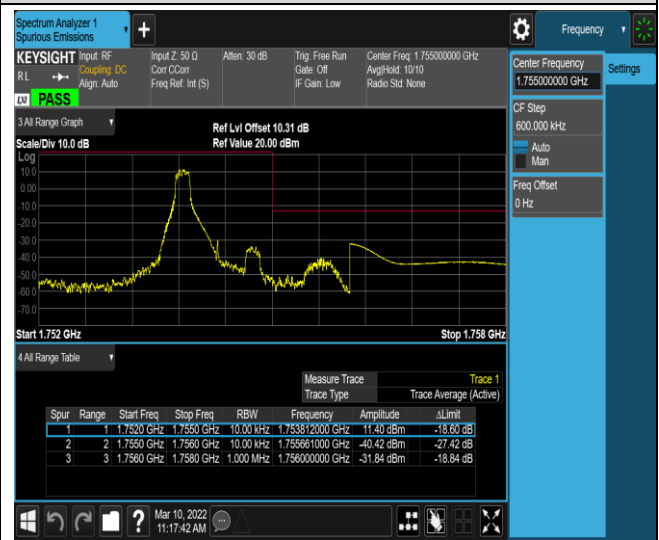 Spectrum Analyzer 1
Spurious Emissions
+
Frequency
KEYSIGHT
Input: RF
Coupling: DC
Align: Auto
R L
LXI
PASS
Input Z: 50 Ω
Corr CCorr
Freq Ref: Int (S)
Atten: 30 dB
Trig: Free Run
Gate: Off
IF Gain: Low
Center Freq: 1.755000000 GHz
Avg|Hold: 10/10
Radio Std: None
Center Frequency
1.755000000 GHz
Settings
CF Step
600.000 kHz
Auto
Man
Freq Offset
0 Hz
3 All Range Graph
Scale/Div 10.0 dB
Ref Lvl Offset 10.31 dB
Ref Value 20.00 dBm
Log
10.0
0.00
-10.0
-20.0
-30.0
-40.0
-50.0
-60.0
-70.0
Start 1.752 GHz
Stop 1.758 GHz
4 All Range Table
Measure Trace Trace 1
Trace Type Trace Average (Active)
Spur Range Start Freq Stop Freq RBW Frequency Amplitude ΔLimit
1 1 1.7520 GHz 1.7550 GHz 10.00 kHz 1.753812000 GHz 11.40 dBm -18.60 dB
2 2 1.7550 GHz 1.7560 GHz 10.00 kHz 1.755661000 GHz -40.42 dBm -27.42 dB
3 3 1.7560 GHz 1.7580 GHz 1.000 MHz 1.756000000 GHz -31.84 dBm -18.84 dB
?
Mar 10, 2022
11:17:42 AM